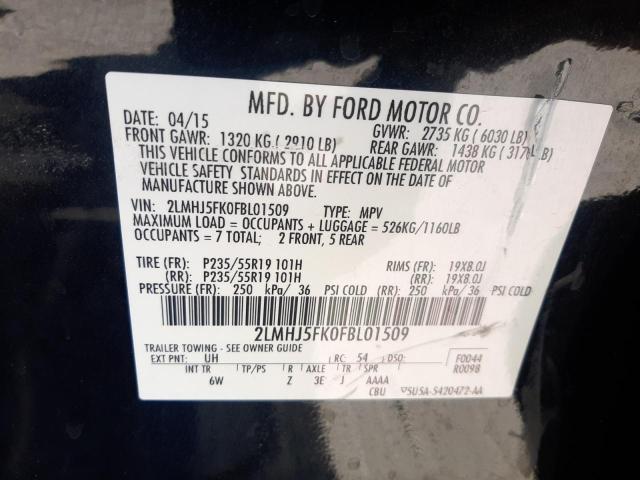 MFD. BY FORD MOTOR CO.
DATE: 04/15 GVWR: 2735 KG ( 6030 LB)
FRONT GAWR: 1320 KG ( 2910 LB) REAR GAWR: 1438 KG ( LB)
THIS VEHICLE CONFORMS TO ALL APPLICABLE FEDERAL MOTOR
VEHICLE SAFETY STANDARDS IN EFFECT ON THE DATE OF
MANUFACTURE SHOWN ABOVE.
VIN: 2LMHJ5FK0FBL01509 TYPE: MPV
MAXIMUM LOAD = OCCUPANTS + LUGGAGE = 526KG/1160LB
OCCUPANTS = 7 TOTAL; 2 FRONT, 5 REAR
TIRE (FR): P235/55R19 101H RIMS (FR): 19X8.0J
(RR): P235/55R19 101H (RR): 19X8.0J
PRESSURE (FR): 250 kPa/ 36 PSI COLD (RR): 250 kPa/ 36 PSI COLD
2LMHJ5FK0FBL01509
TRAILER TOWING - SEE OWNER GUIDE
EXT PNT: UH RC: 54 DSO: F0044
INT TR TP/PS R AXLE TR SPR R0098
6W Z 3E J AAAA
CBU 5USA-S420472-AA